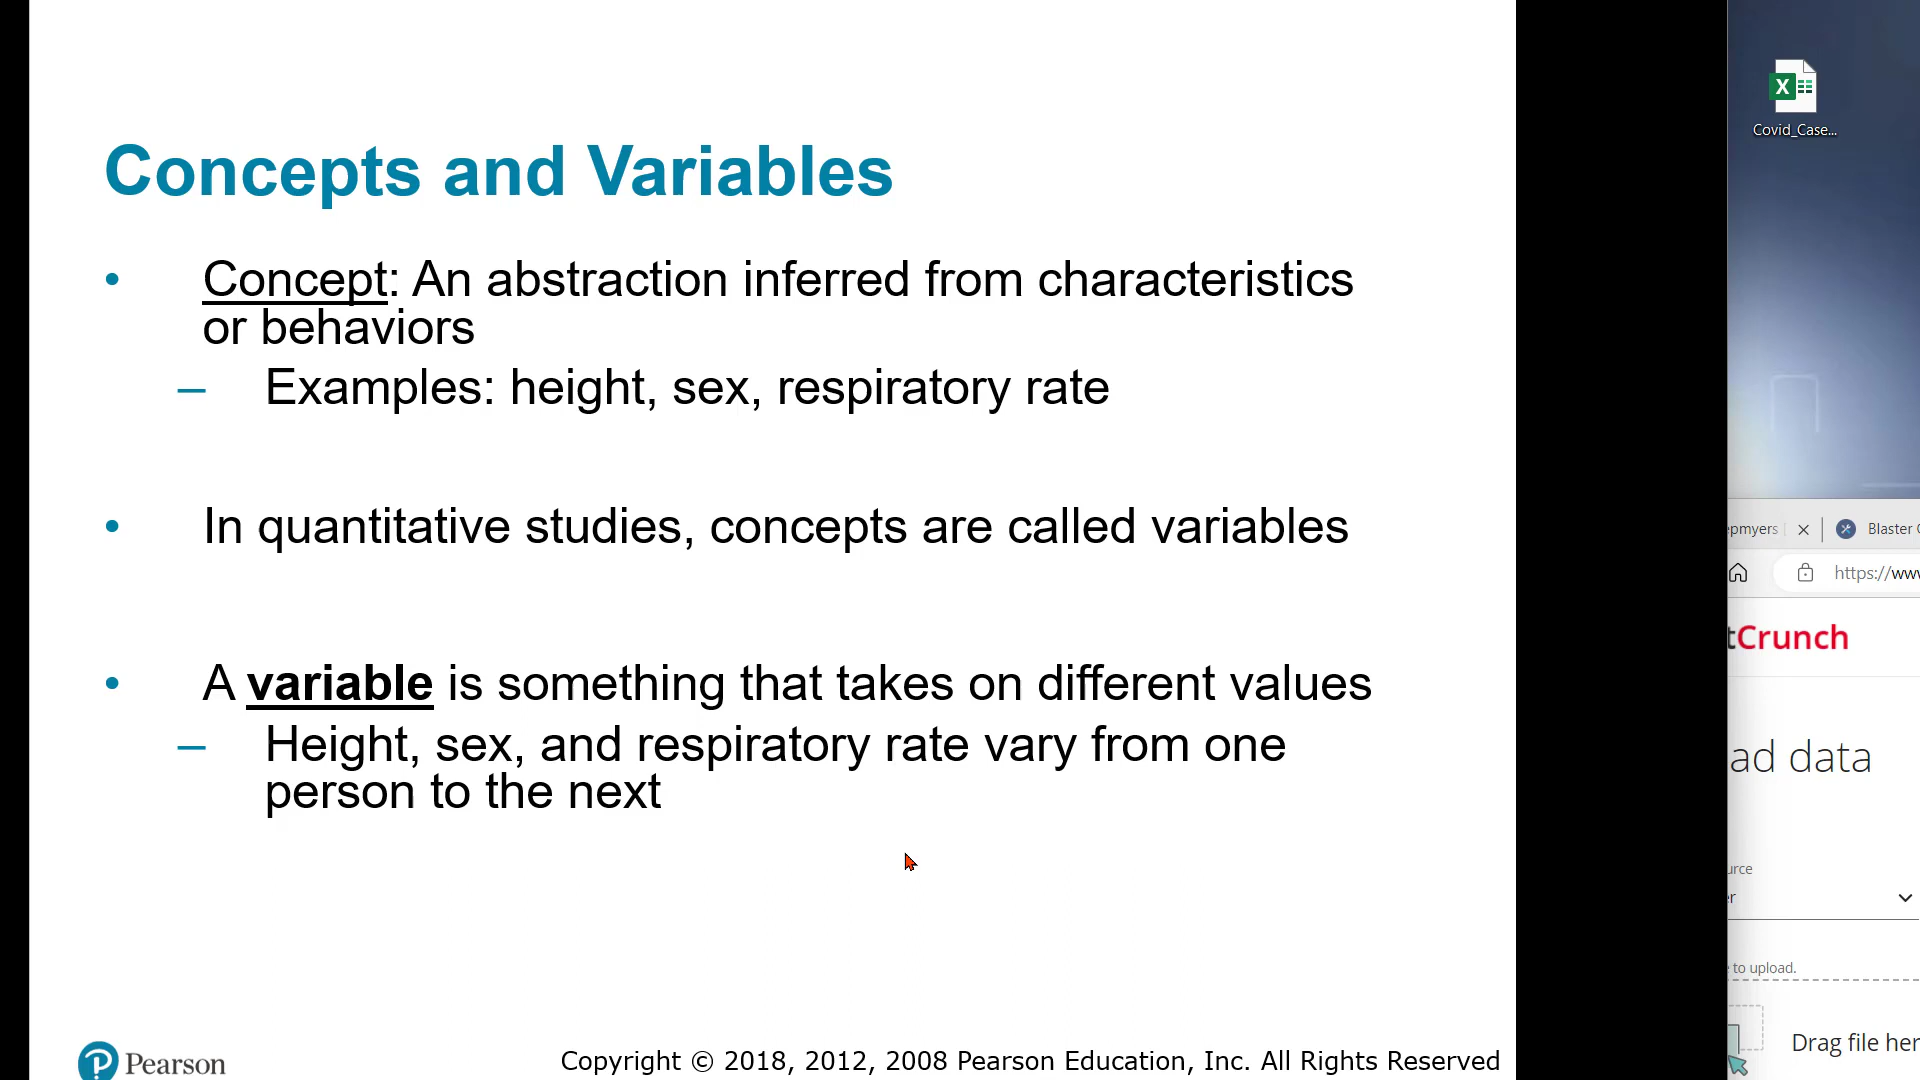 Concepts and Variables
• Concept: An abstraction inferred from characteristics
or behaviors
– Examples: height, sex, respiratory rate
• In quantitative studies, concepts are called variables
• A variable is something that takes on different values
– Height, sex, and respiratory rate vary from one
person to the next
Pearson
Copyright © 2018, 2012, 2008 Pearson Education, Inc. All Rights Reserved
X
Covid_Case...
epmyers
Blaster
https://www
tCrunch
ad data
urce
er
to upload.
Drag file her